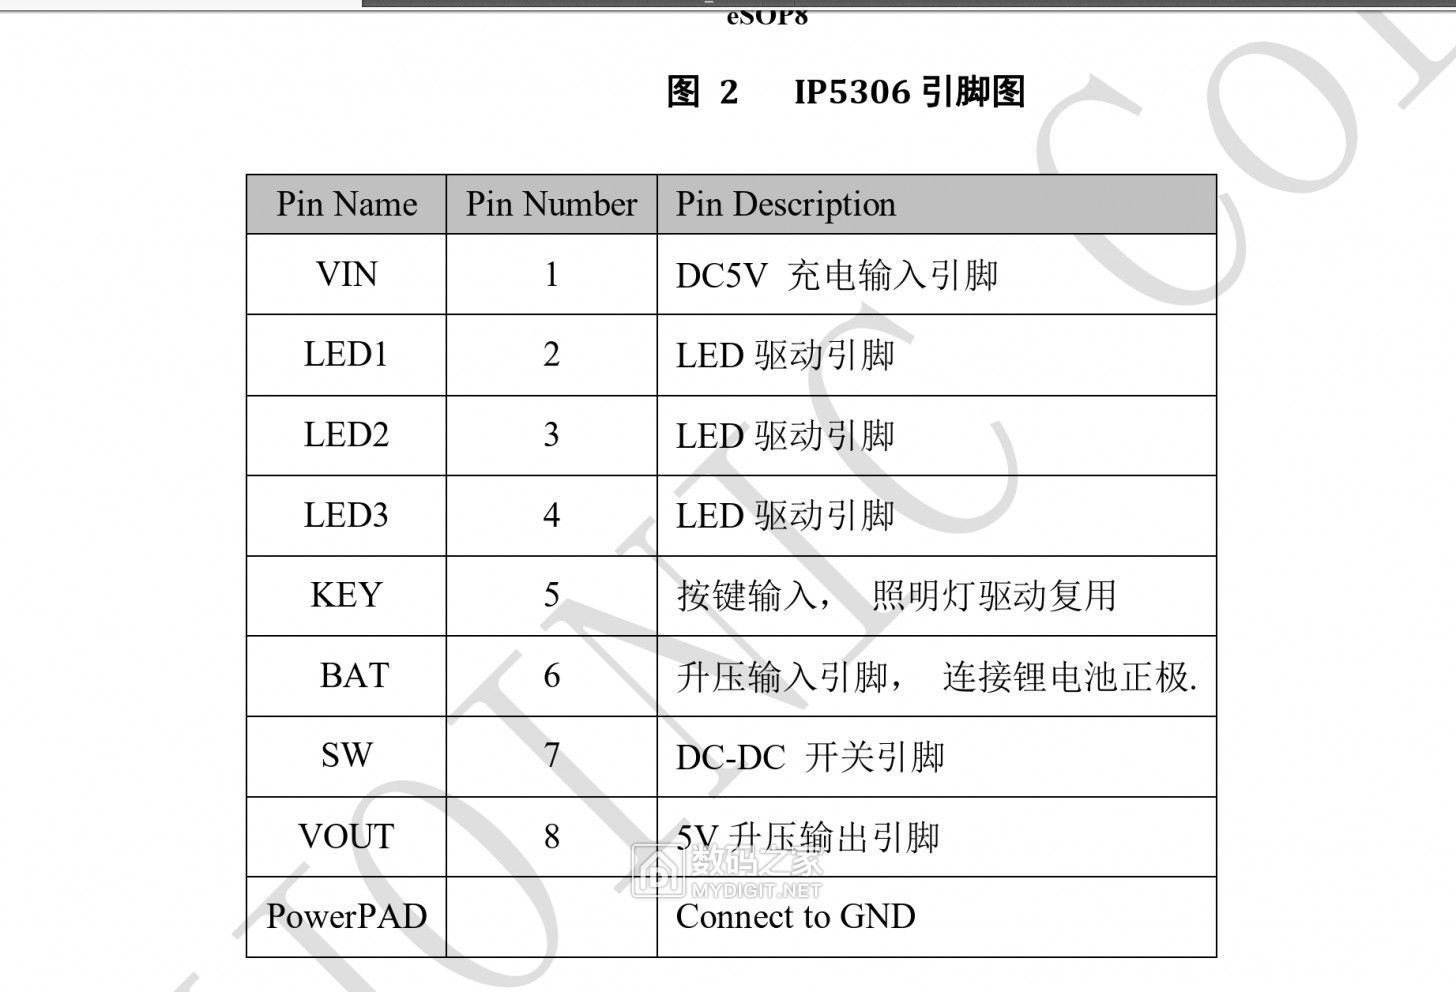 eSOP8
图 2 IP5306 引脚图
Pin Name Pin Number Pin Description
VIN 1 DC5V 充电输入引脚
LED1 2 LED 驱动引脚
LED2 3 LED 驱动引脚
LED3 4 LED 驱动引脚
KEY 5 按键输入， 照明灯驱动复用
BAT 6 升压输入引脚， 连接锂电池正极.
SW 7 DC-DC 开关引脚
VOUT 8 5V 升压输出引脚
数码之家
MYDIGIT.NET
PowerPAD Connect to GND